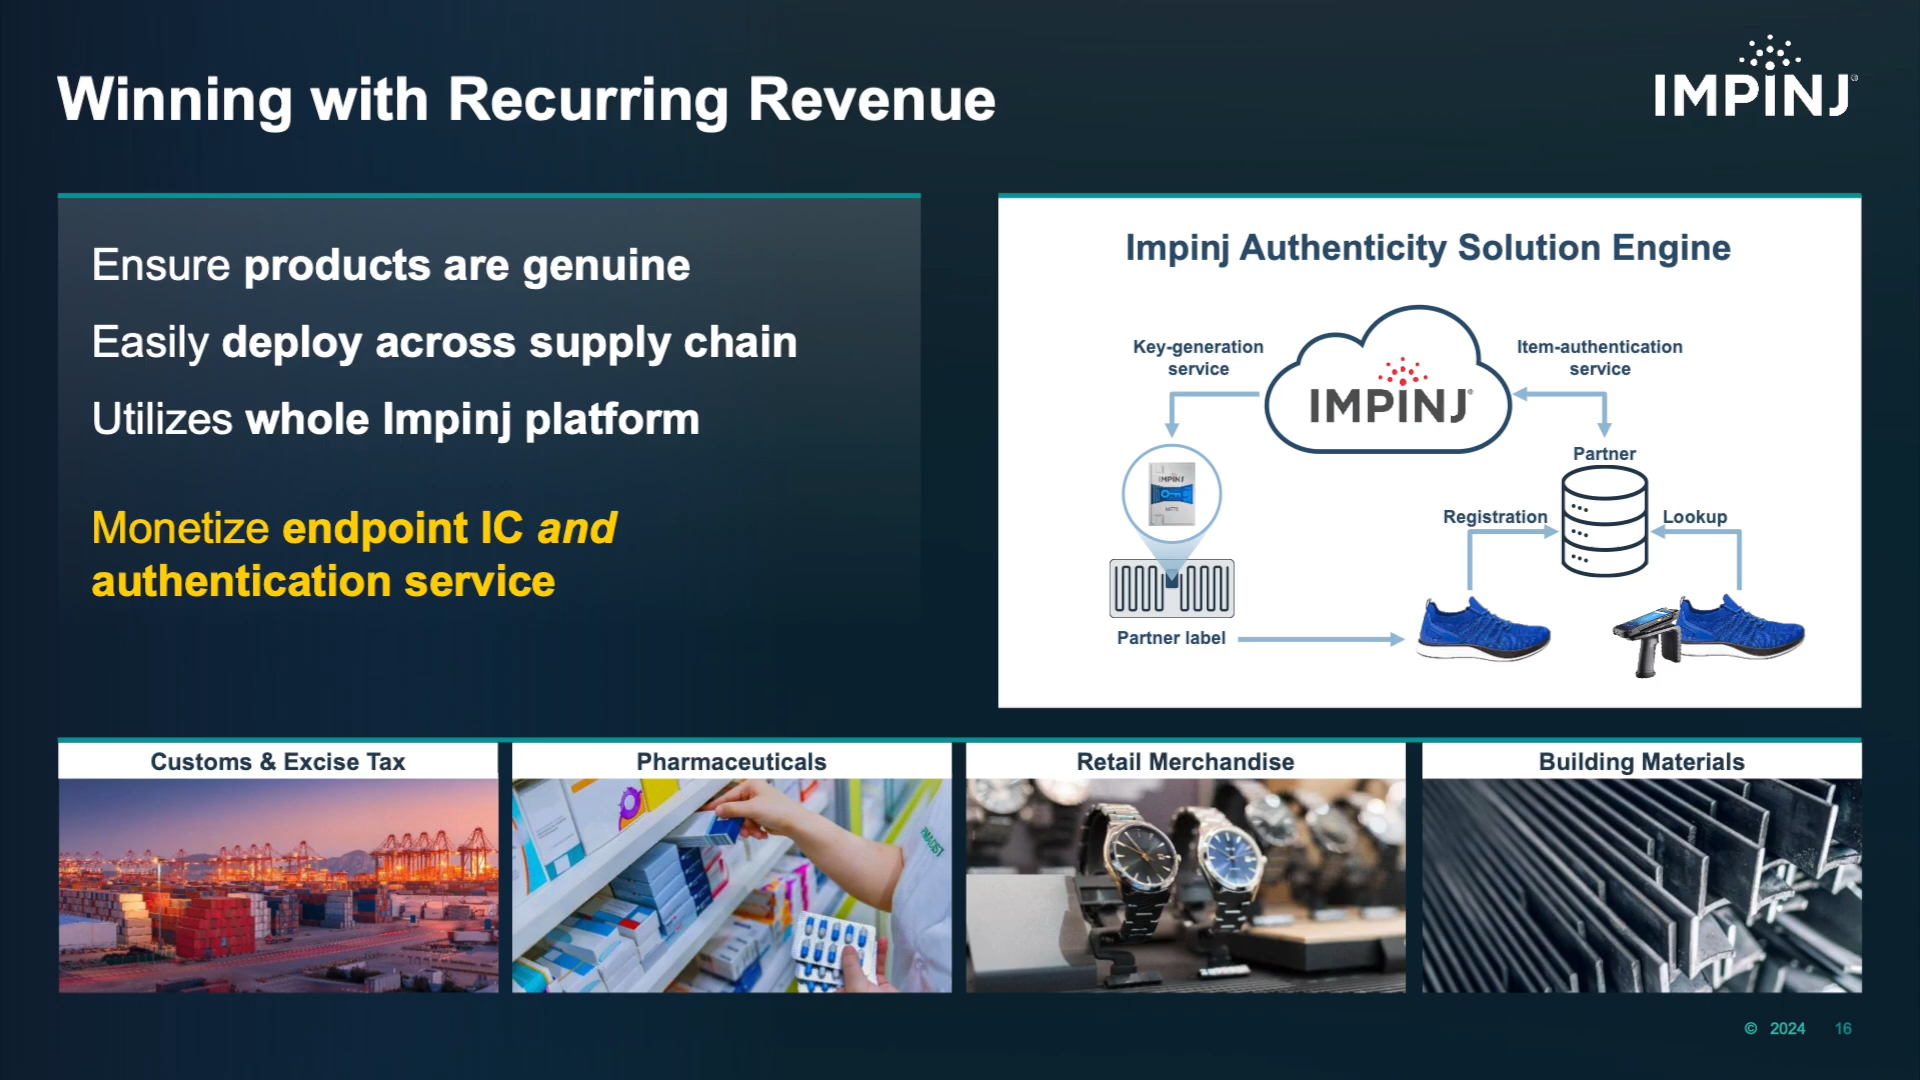 Winning with Recurring Revenue
IMPINJ
Ensure products are genuine
Easily deploy across supply chain
Utilizes whole Impinj platform
Monetize endpoint IC and
authentication service
Impinj Authenticity Solution Engine
Key-generation
service
IMPINJ
Item-authentication
service
IMPINJ
Partner
Registration
Lookup
Partner label
Customs & Excise Tax
Pharmaceuticals
Retail Merchandise
Building Materials
© 2024 16